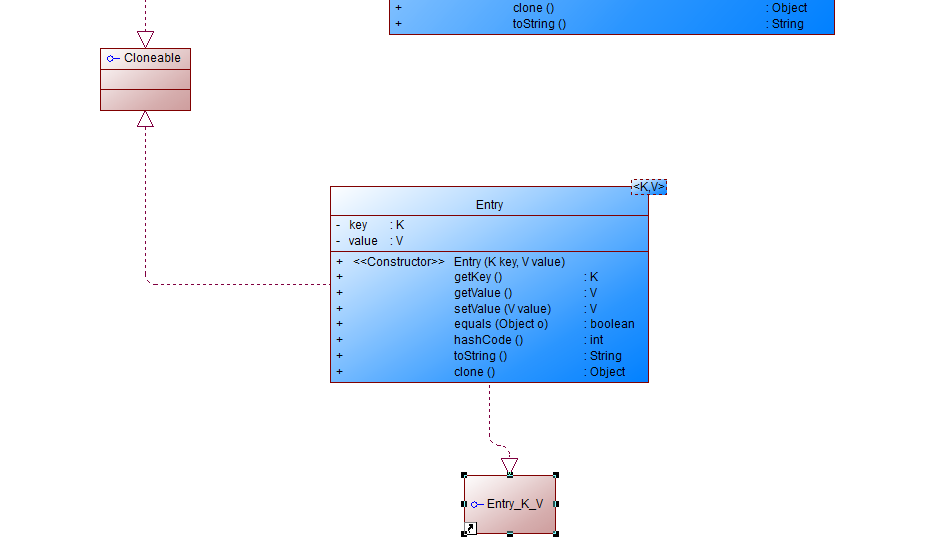 + clone () : Object
+ toString () : String
Cloneable
<K,V>
Entry
- key : K
- value : V
+ <<Constructor>> Entry (K key, V value)
+ getKey () : K
+ getValue () : V
+ setValue (V value) : V
+ equals (Object o) : boolean
+ hashCode () : int
+ toString () : String
+ clone () : Object
Entry_K_V